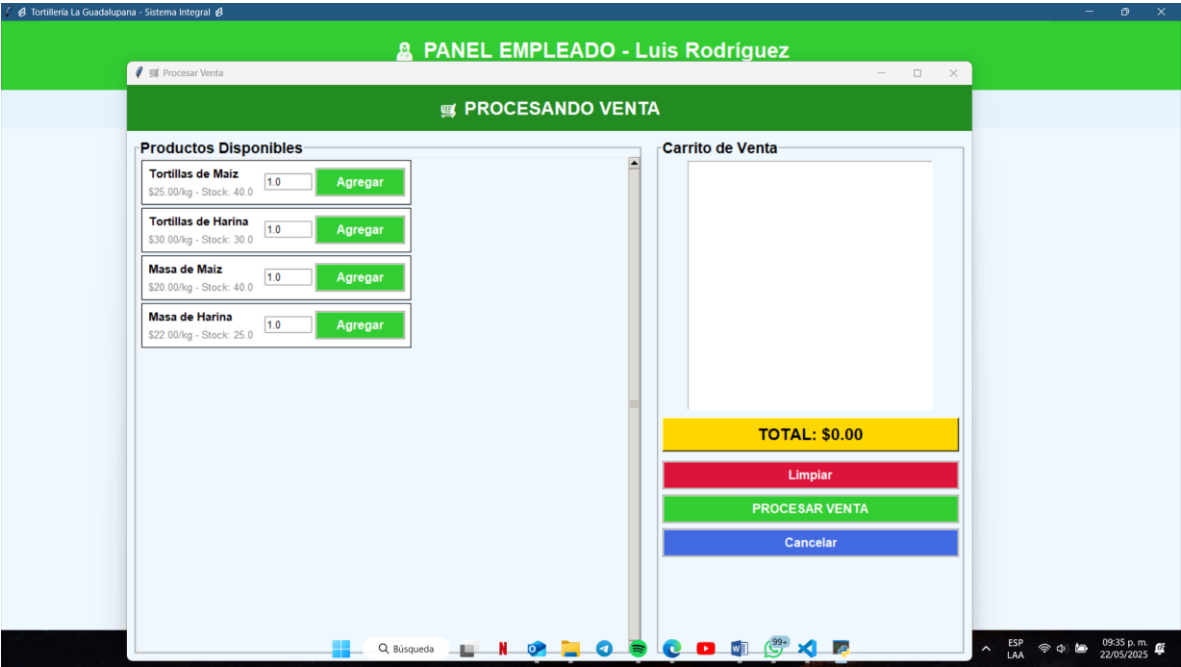 Tortillería La Guadalupana - Sistema Integral
PANEL EMPLEADO - Luis Rodríguez
Procesar Venta
PROCESANDO VENTA
Productos Disponibles
Tortillas de Maiz
$25.00/kg - Stock: 40.0
1.0
Agregar
Tortillas de Harina
$30.00/kg - Stock: 30.0
1.0
Agregar
Masa de Maiz
$20.00/kg - Stock: 40.0
1.0
Agregar
Masa de Harina
$22.00/kg - Stock: 25.0
1.0
Agregar
Carrito de Venta
TOTAL: $0.00
Limpiar
PROCESAR VENTA
Cancelar
Búsqueda
99+
ESP
LAA
09:35 p. m.
22/05/2025